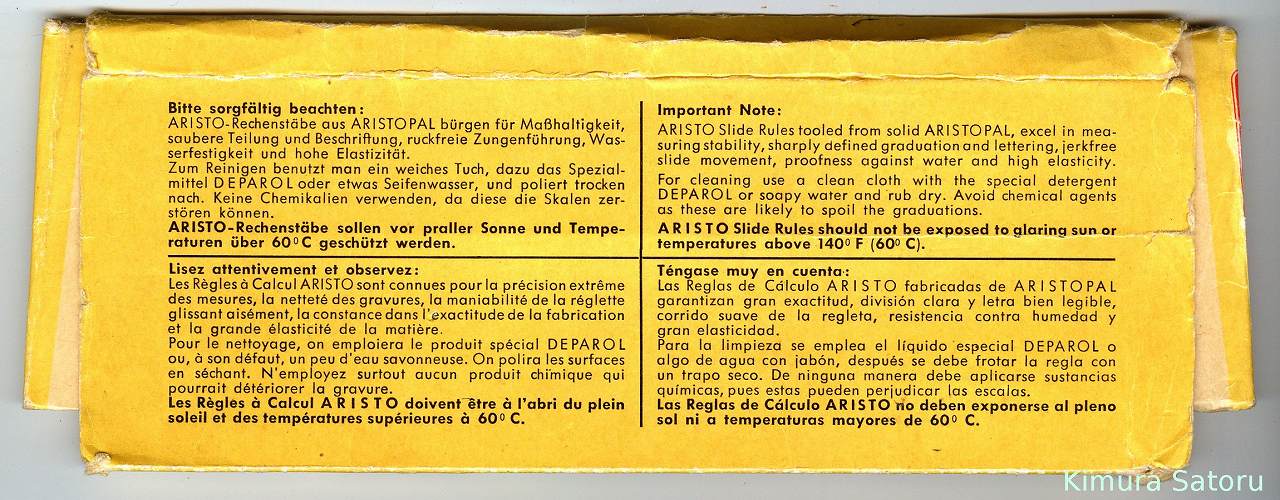 Bitte sorgfältig beachten:
ARISTO-Rechenstäbe aus ARISTOPAL bürgen für Maßhaltigkeit,
saubere Teilung und Beschriftung, ruckfreie Zungenführung, Was-
serfestigkeit und hohe Elastizität.
Zum Reinigen benutzt man ein weiches Tuch, dazu das Spezial-
mittel DEPAROL oder etwas Seifenwasser, und poliert trocken
nach. Keine Chemikalien verwenden, da diese die Skalen zer-
stören können.
ARISTO-Rechenstäbe sollen vor praller Sonne und Tempe-
raturen über 60⁰ C geschützt werden.
Important Note:
ARISTO Slide Rules tooled from solid ARISTOPAL, excel in mea-
suring stability, sharply defined graduation and lettering, jerkfree
slide movement, proofness against water and high elasticity.
For cleaning use a clean cloth with the special detergent
DEPAROL or soapy water and rub dry. Avoid chemical agents
as these are likely to spoil the graduations.
ARISTO Slide Rules should not be exposed to glaring sun or
temperatures above 140⁰ F (60⁰ C).
Lisez attentivement et observez:
Les Règles à Calcul ARISTO sont connues pour la précision extrême
des mesures, la netteté des gravures, la maniabilité de la réglette
glissant aisément, la constance dans l'exactitude de la fabrication
et la grande élasticité de la matière.
Pour le nettoyage, on emploiera le produit spécial DEPAROL
ou, à son défaut, un peu d'eau savonneuse. On polira les surfaces
en séchant. N'employez surtout aucun produit chimique qui
pourrait détériorer la gravure.
Les Règles à Calcul ARISTO doivent être à l'abri du plein
soleil et des températures supérieures à 60⁰ C.
Téngase muy en cuenta:
Las Reglas de Cálculo ARISTO fabricadas de ARISTOPAL
garantizan gran exactitud, división clara y letra bien legible,
corrido suave de la regleta, resistencia contra humedad y
gran elasticidad.
Para la limpieza se emplea el líquido especial DEPAROL o
algo de agua con jabón, después se debe frotar la regla con
un trapo seco. De ninguna manera debe aplicarse sustancias
químicas, pues estas pueden perjudicar las escalas.
Las Reglas de Cálculo ARISTO no deben exponerse al pleno
sol ni a temperaturas mayores de 60⁰ C.
Kimura Satoru